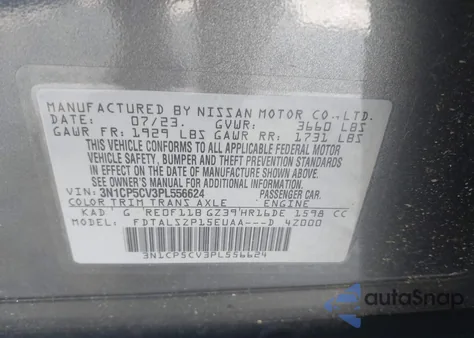 MANUFACTURED BY NISSAN MOTOR CO.,LTD.
DATE: 07/23. GVWR: 3660 LBS
GAWR FR: 1929 LBS GAWR RR: 1731 LBS
THIS VEHICLE CONFORMS TO ALL APPLICABLE FEDERAL MOTOR
VEHICLE SAFETY, BUMPER AND THEFT PREVENTION STANDARDS
IN EFFECT ON THE DATE OF MANUFACTURE SHOWN ABOVE.
SEE OWNER'S MANUAL FOR ADDITIONAL INFORMATION
VIN: 3N1CP5CV3PL556624 PASSENGER CAR.
COLOR TRIM TRANS AXLE ENGINE
KAD G RE0F11B GZ39 HR16DE 1598 CC
MODEL: FDTALSZP15EUAA---D 4Z000
3N1CP5CV3PL556624
autoSnap